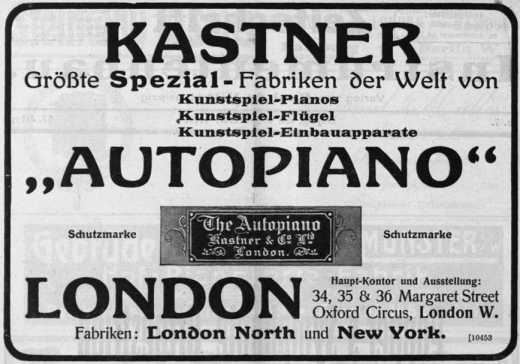 KASTNER
Größte Spezial-Fabriken der Welt von
Kunstspiel-Pianos
Kunstspiel-Flügel
Kunstspiel-Einbauapparate
„AUTOPIANO“
Schutzmarke
The Autopiano
Kastner & Co Ltd
London.
Schutzmarke
LONDON
Haupt-Kontor und Ausstellung:
34, 35 & 36 Margaret Street
Oxford Circus, London W.
Fabriken: London North und New York.
[10453